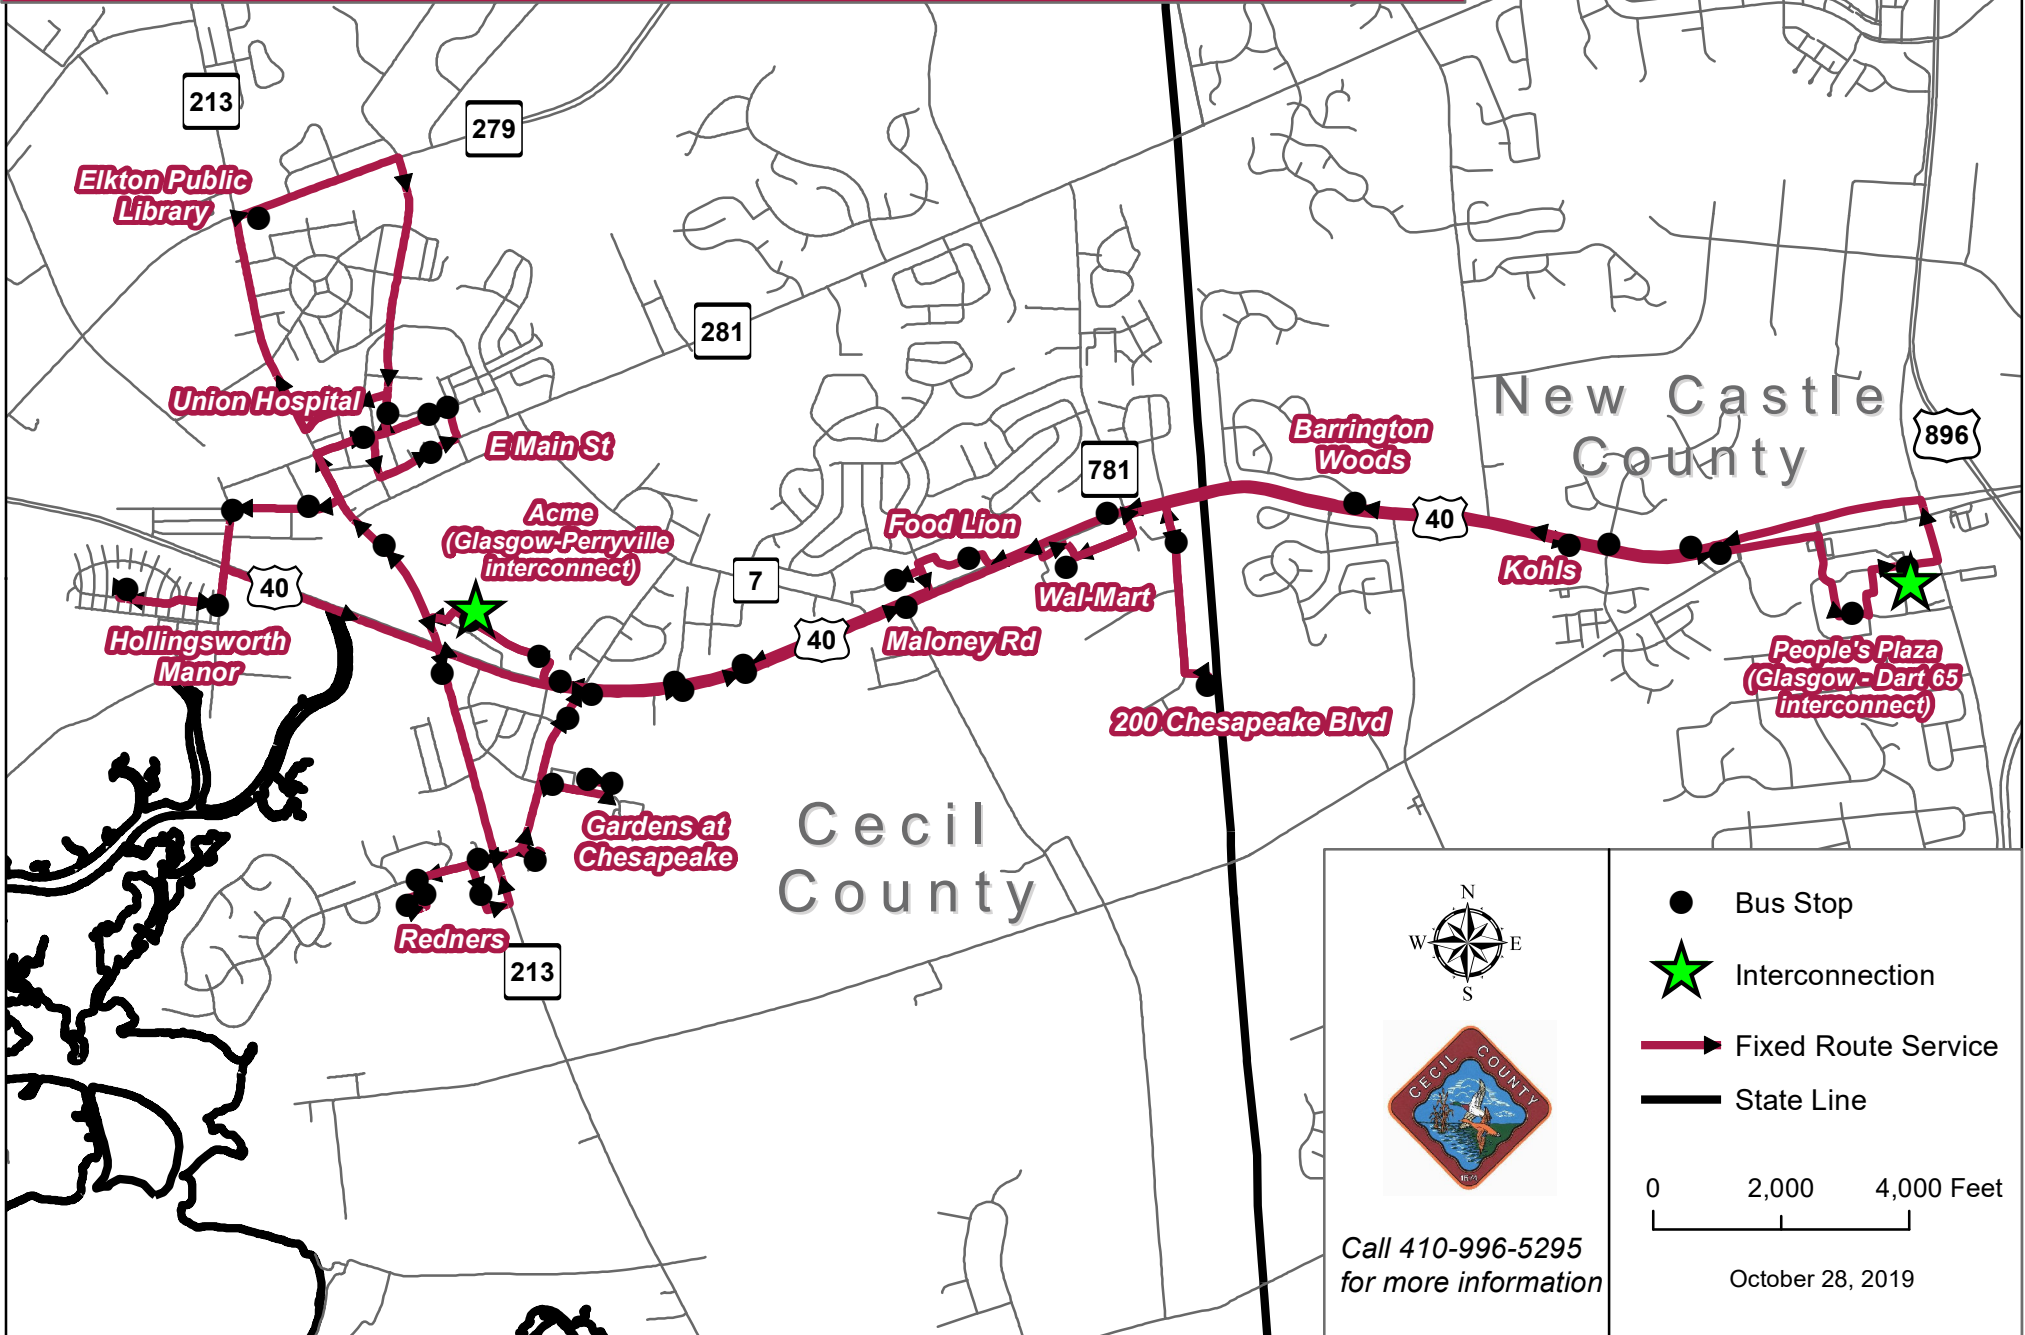 213
279
Elkton Public
Library
281
Union Hospital
E Main St
New Castle
County
896
Barrington
Woods
781
40
Acme
(Glasgow-Perryville
interconnect)
Food Lion
7
40
Kohls
Wal-Mart
Hollingsworth
Manor
40
Maloney Rd
People's Plaza
(Glasgow - Dart 65
interconnect)
200 Chesapeake Blvd
Gardens at
Chesapeake
Cecil
County
Redners
213
N
W
E
S
CECIL COUNTY
Call 410-996-5295
for more information
Bus Stop
Interconnection
Fixed Route Service
State Line
0 2,000 4,000 Feet
October 28, 2019